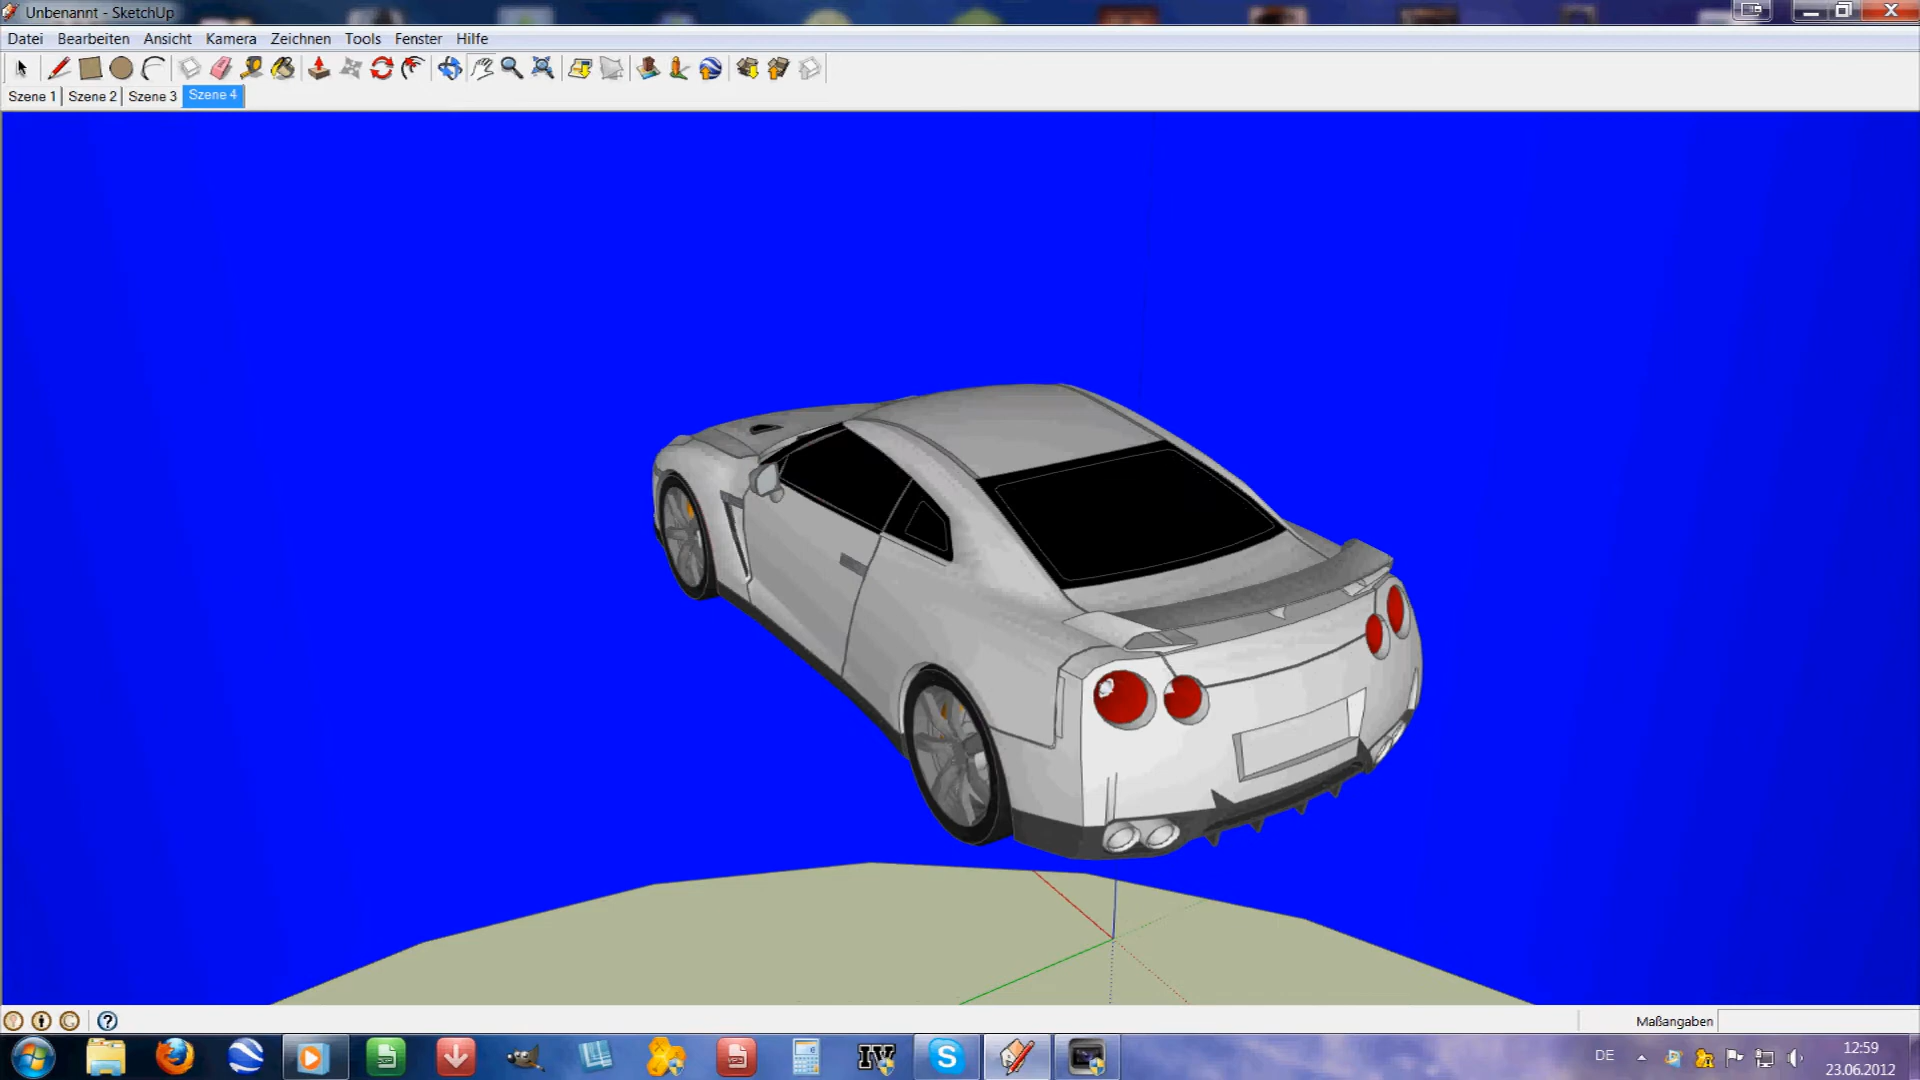 Unbenannt - SketchUp
Datei Bearbeiten Ansicht Kamera Zeichnen Tools Fenster Hilfe
Szene 1 Szene 2 Szene 3 Szene 4
Maßangaben
IV
DE
12:59
23.06.2012